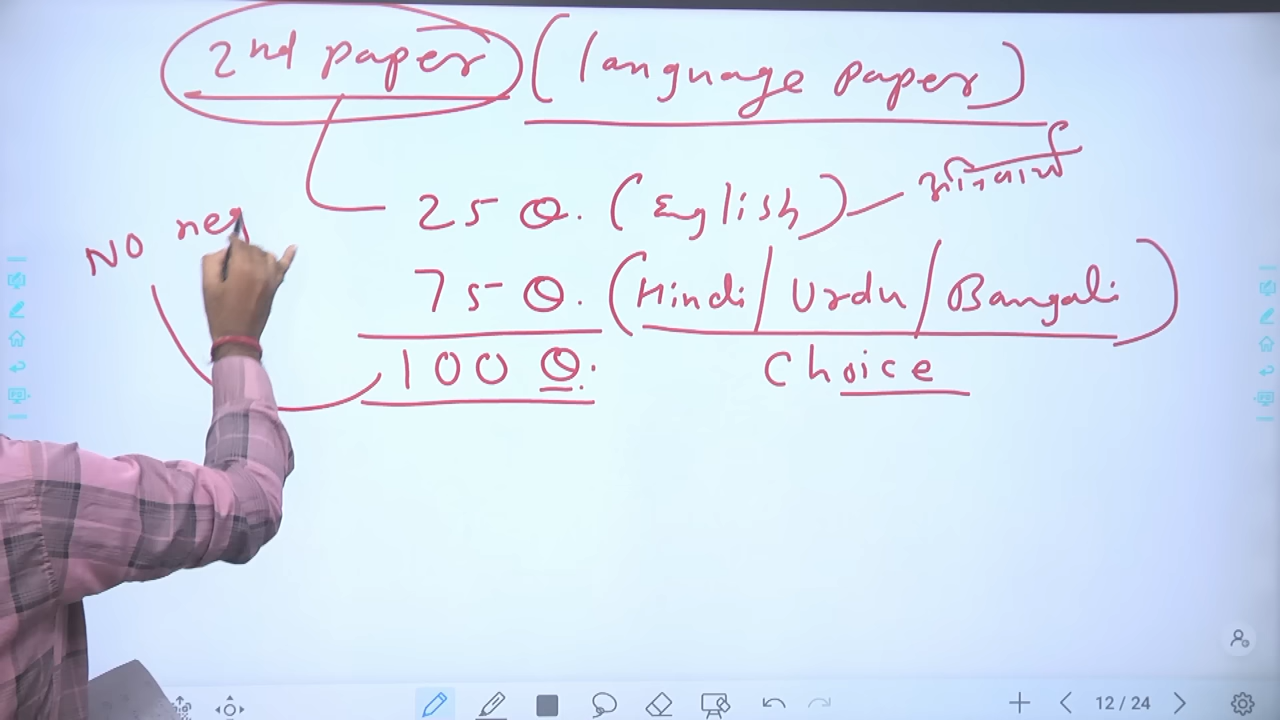 2nd paper (language paper)
25 Q. (English) अनिवार्य
NO neg
75 Q. (Hindi/Urdu/Bangali)
100 Q. Choice
12 / 24